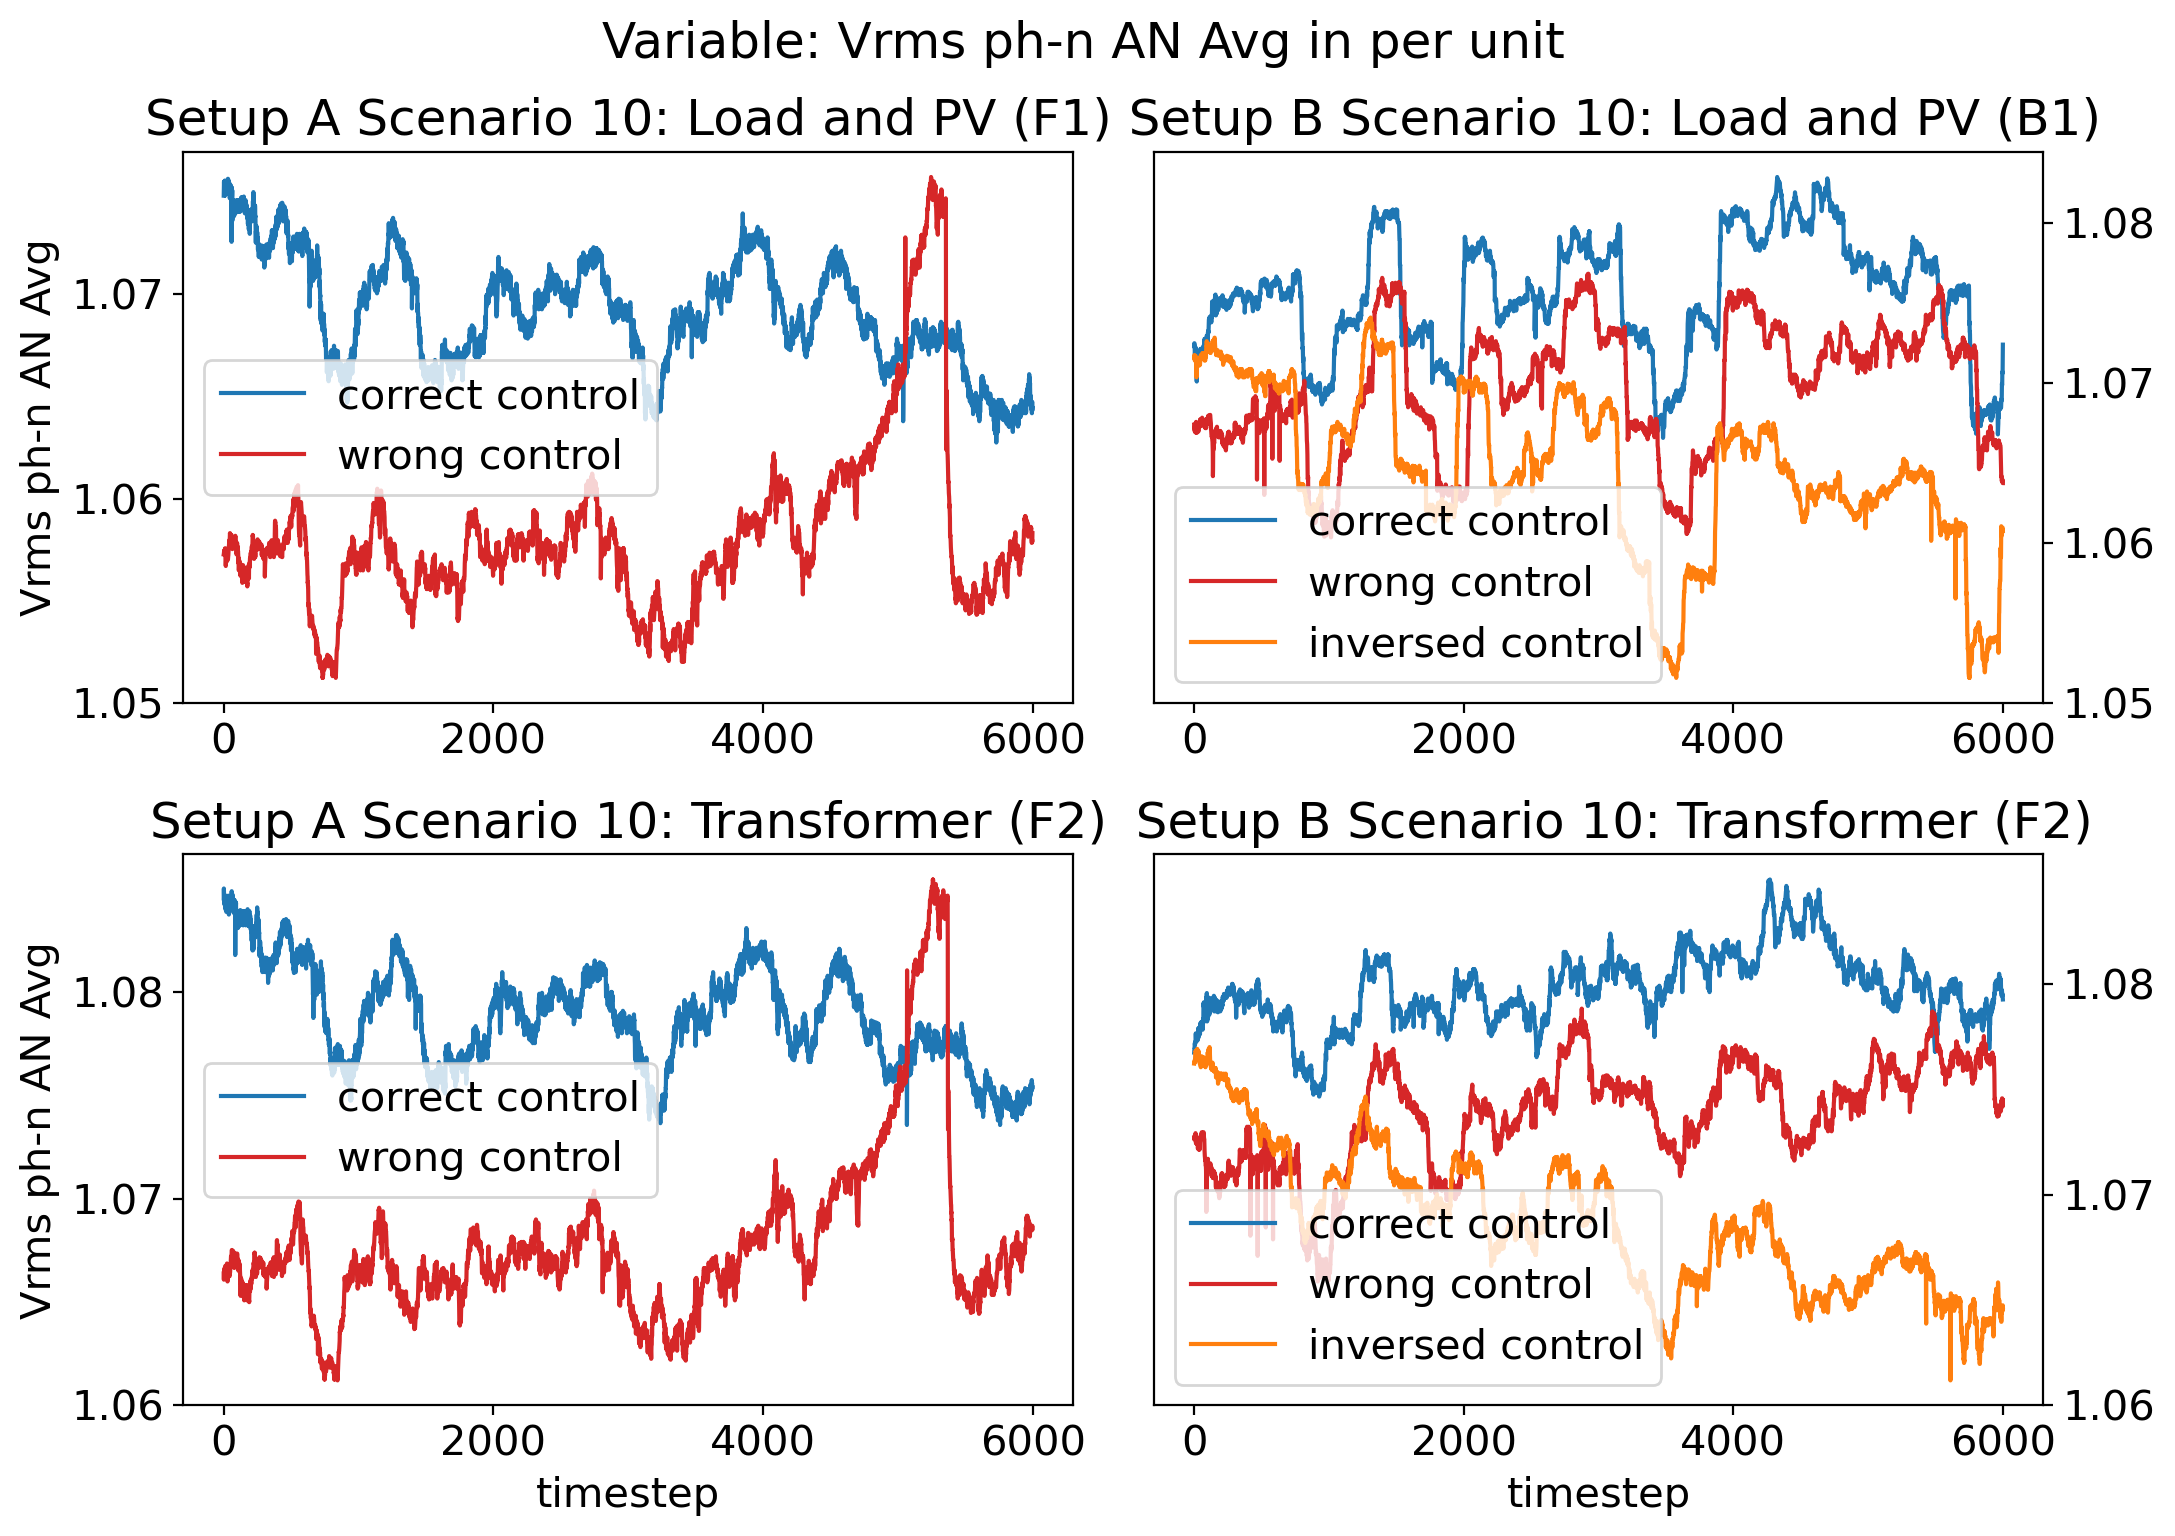 Variable: Vrms ph-n AN Avg in per unit
Setup A Scenario 10: Load and PV (F1)
Vrms ph-n AN Avg
1.07
1.06
1.05
correct control
wrong control
0 2000 4000 6000
Setup B Scenario 10: Load and PV (B1)
1.08
1.07
1.06
1.05
correct control
wrong control
inversed control
0 2000 4000 6000
Setup A Scenario 10: Transformer (F2)
Vrms ph-n AN Avg
1.08
1.07
1.06
correct control
wrong control
0 2000 4000 6000
timestep
Setup B Scenario 10: Transformer (F2)
1.08
1.07
1.06
correct control
wrong control
inversed control
0 2000 4000 6000
timestep